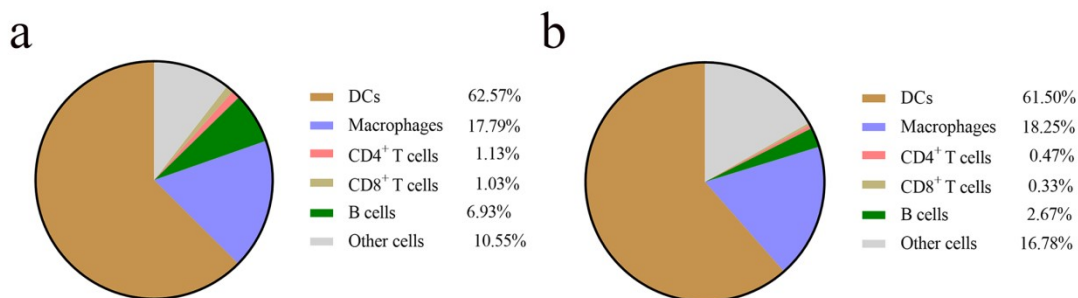 a
DCs 62.57%
Macrophages 17.79%
CD4⁺ T cells 1.13%
CD8⁺ T cells 1.03%
B cells 6.93%
Other cells 10.55%
b
DCs 61.50%
Macrophages 18.25%
CD4⁺ T cells 0.47%
CD8⁺ T cells 0.33%
B cells 2.67%
Other cells 16.78%